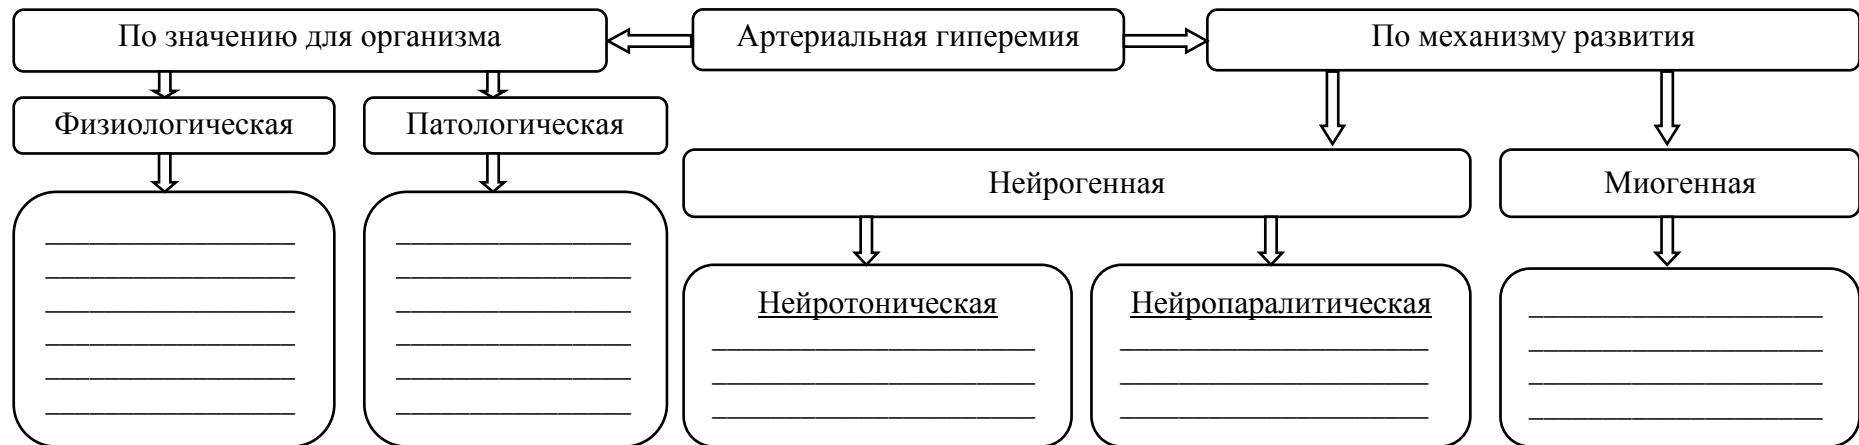 По значению для организма
Артериальная гиперемия
По механизму развития
Физиологическая
Патологическая
Нейрогенная
Миогенная
Нейротоническая
Нейропаралитическая